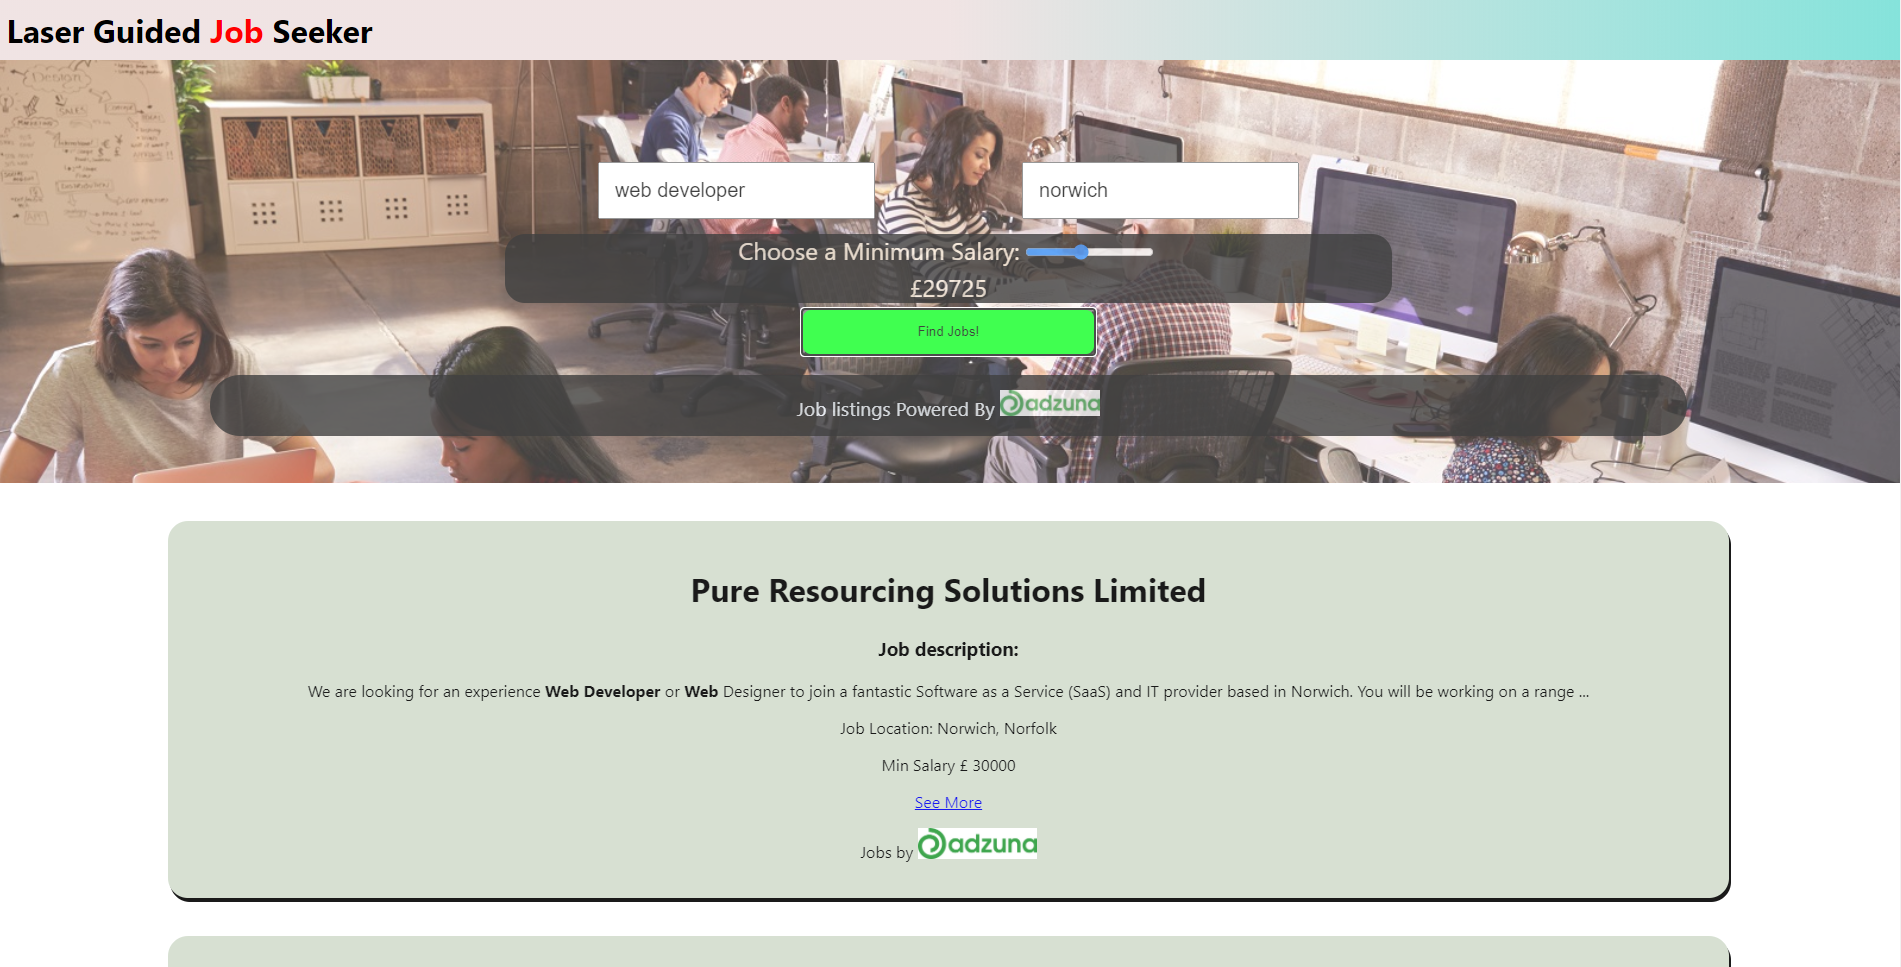 Laser Guided Job Seeker
Design
web developer
norwich
Choose a Minimum Salary:
£29725
Find Jobs!
Job listings Powered By adzuna
Pure Resourcing Solutions Limited
Job description:
We are looking for an experience Web Developer or Web Designer to join a fantastic Software as a Service (SaaS) and IT provider based in Norwich. You will be working on a range ...
Job Location: Norwich, Norfolk
Min Salary £ 30000
See More
Jobs by adzuna